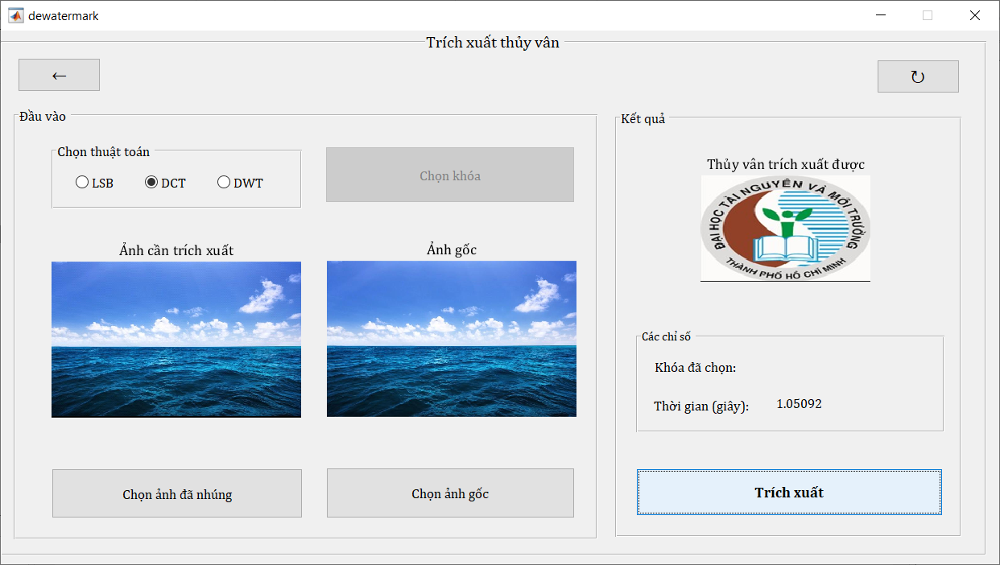 dewatermark
Trích xuất thủy vân
←
↻
Đầu vào
Chọn thuật toán
LSB
DCT
DWT
Chọn khóa
Ảnh cần trích xuất
Ảnh gốc
Chọn ảnh đã nhúng
Chọn ảnh gốc
Kết quả
Thủy vân trích xuất được
ĐẠI HỌC TÀI NGUYÊN VÀ MÔI TRƯỜNG
THÀNH PHỐ HỒ CHÍ MINH
Các chỉ số
Khóa đã chọn:
Thời gian (giây): 1.05092
Trích xuất